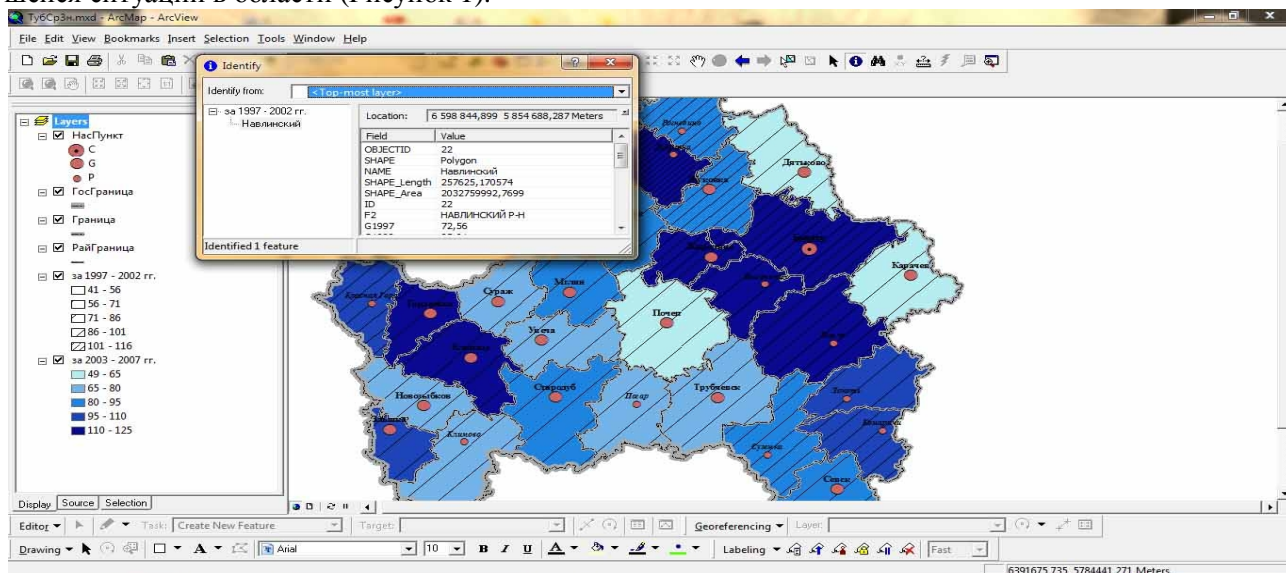 шейся ситуации в области (Рисунок 1).
ТубСрЗн.mxd - ArcMap - ArcView
File Edit View Bookmarks Insert Selection Tools Window Help
Identify
Identify from: <Top-most layer>
за 1997 - 2002 гг.
Навлинский
Location: 6 598 844,899 5 854 688,287 Meters
Field Value
OBJECTID 22
SHAPE Polygon
NAME Навлинский
SHAPE_Length 257625,170574
SHAPE_Area 2032759992,7699
ID 22
F2 НАВЛИНСКИЙ Р-Н
G1997 72,56
Identified 1 feature
Layers
НасПункт
C
G
P
ГосГраница
Граница
РайГраница
за 1997 - 2002 гг.
41 - 56
56 - 71
71 - 86
86 - 101
101 - 116
за 2003 - 2007 гг.
49 - 65
65 - 80
80 - 95
95 - 110
110 - 125
Дятьково
Карачев
Мглин
Сураж
Почеп
Унеча
Стародуб
Погар
Трубчевск
Новозыбков
Климово
Севск
Display Source Selection
Editor Task: Create New Feature Target: Georeferencing Layer:
Drawing Arial 10 B I U A Labeling Fast
6391675,735 5784441,271 Meters